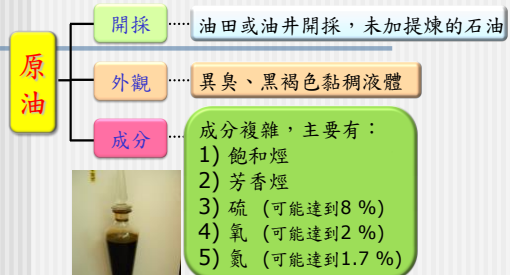 原油
開採
油田或油井開採，未加提煉的石油
外觀
異臭、黑褐色黏稠液體
成分
成分複雜，主要有：
1) 飽和烴
2) 芳香烴
3) 硫 (可能達到8 %)
4) 氧 (可能達到2 %)
5) 氮 (可能達到1.7 %)